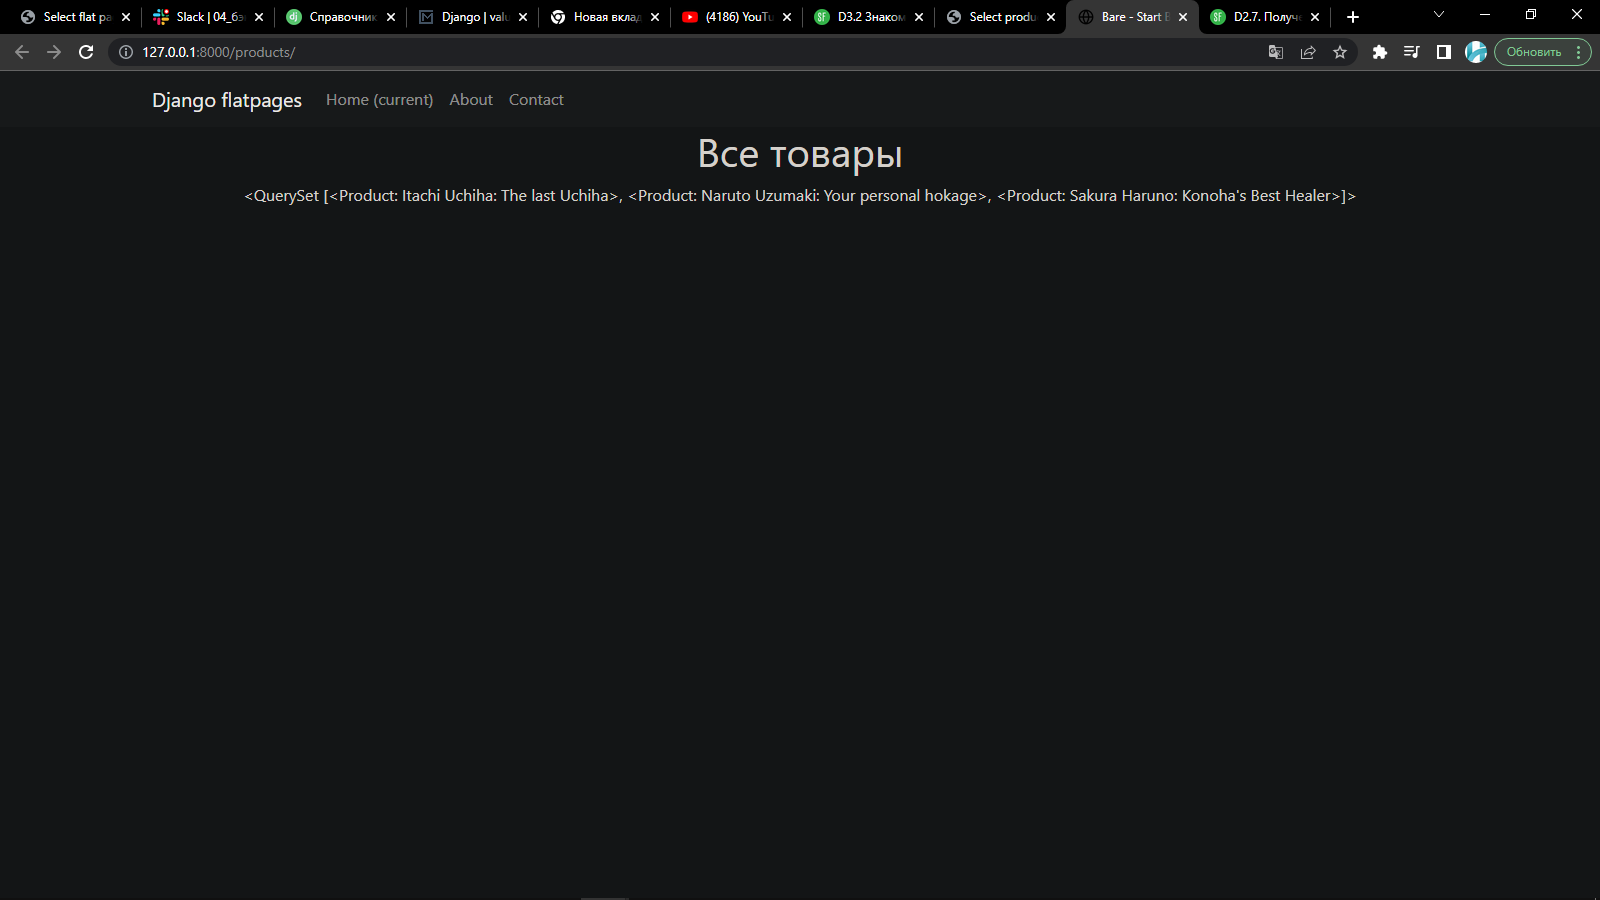 Select flat pa
Slack | 04_бэ
Справочник
Django | valu
Новая вклад
(4186) YouTu
D3.2 Знаком
Select produ
Bare - Start B
D2.7. Получе
127.0.0.1:8000/products/
Обновить
Django flatpages Home (current) About Contact
Все товары
<QuerySet [<Product: Itachi Uchiha: The last Uchiha>, <Product: Naruto Uzumaki: Your personal hokage>, <Product: Sakura Haruno: Konoha's Best Healer>]>